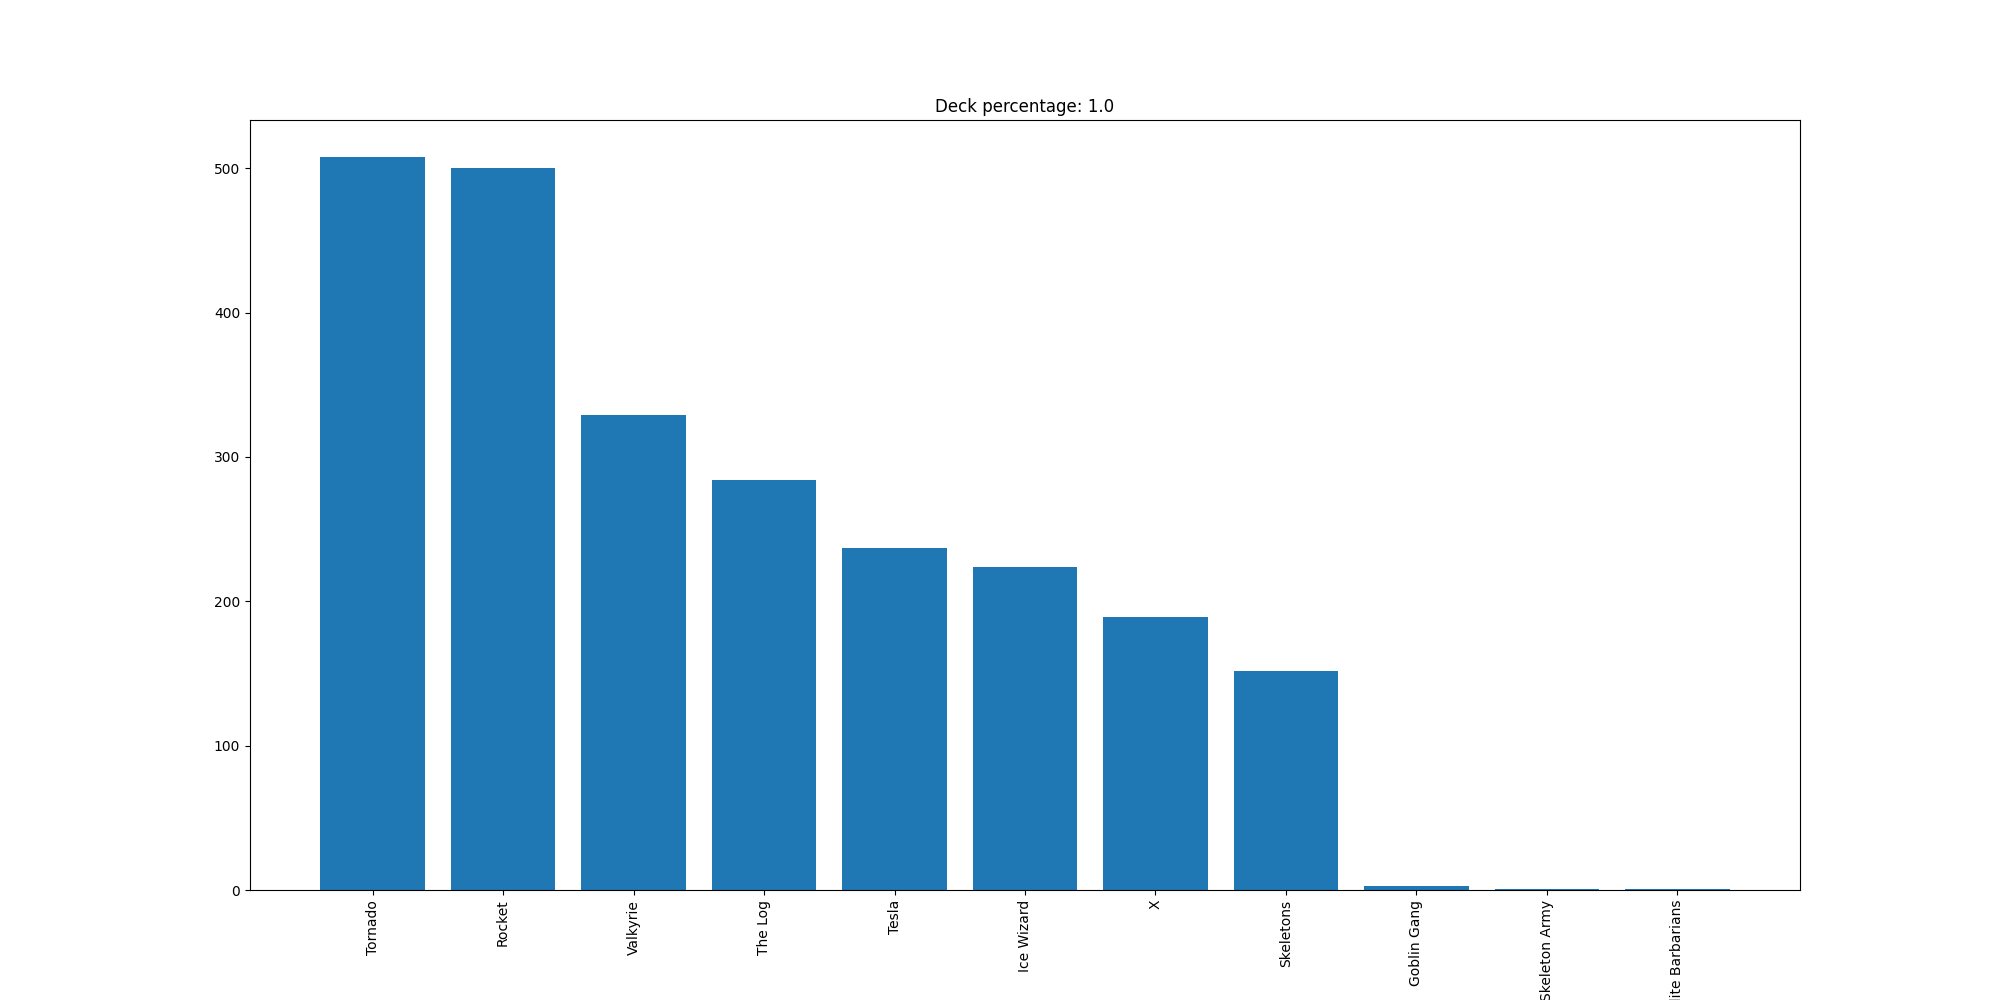 Deck percentage: 1.0
500
400
300
200
100
0
Tornado
Rocket
Valkyrie
The Log
Tesla
Ice Wizard
X
Skeletons
Goblin Gang
Skeleton Army
lite Barbarians